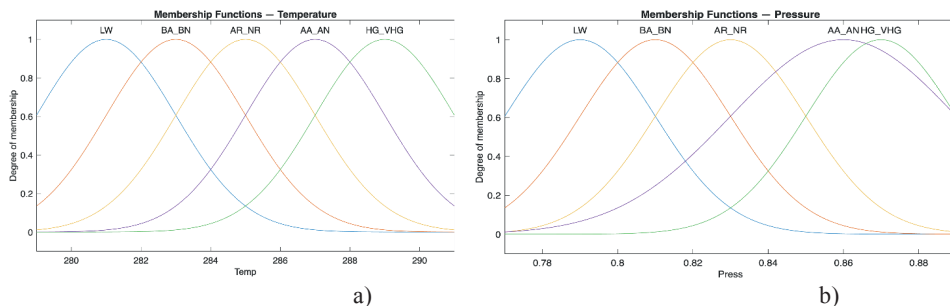 Membership Functions — Temperature
LW BA_BN AR_NR AA_AN HG_VHG
1
0.8
0.6
0.4
0.2
0
Degree of membership
280 282 284 286 288 290
Temp
a)
Membership Functions — Pressure
LW BA_BN AR_NR AA_ANHG_VHG
1
0.8
0.6
0.4
0.2
0
Degree of membership
0.78 0.8 0.82 0.84 0.86 0.88
Press
b)